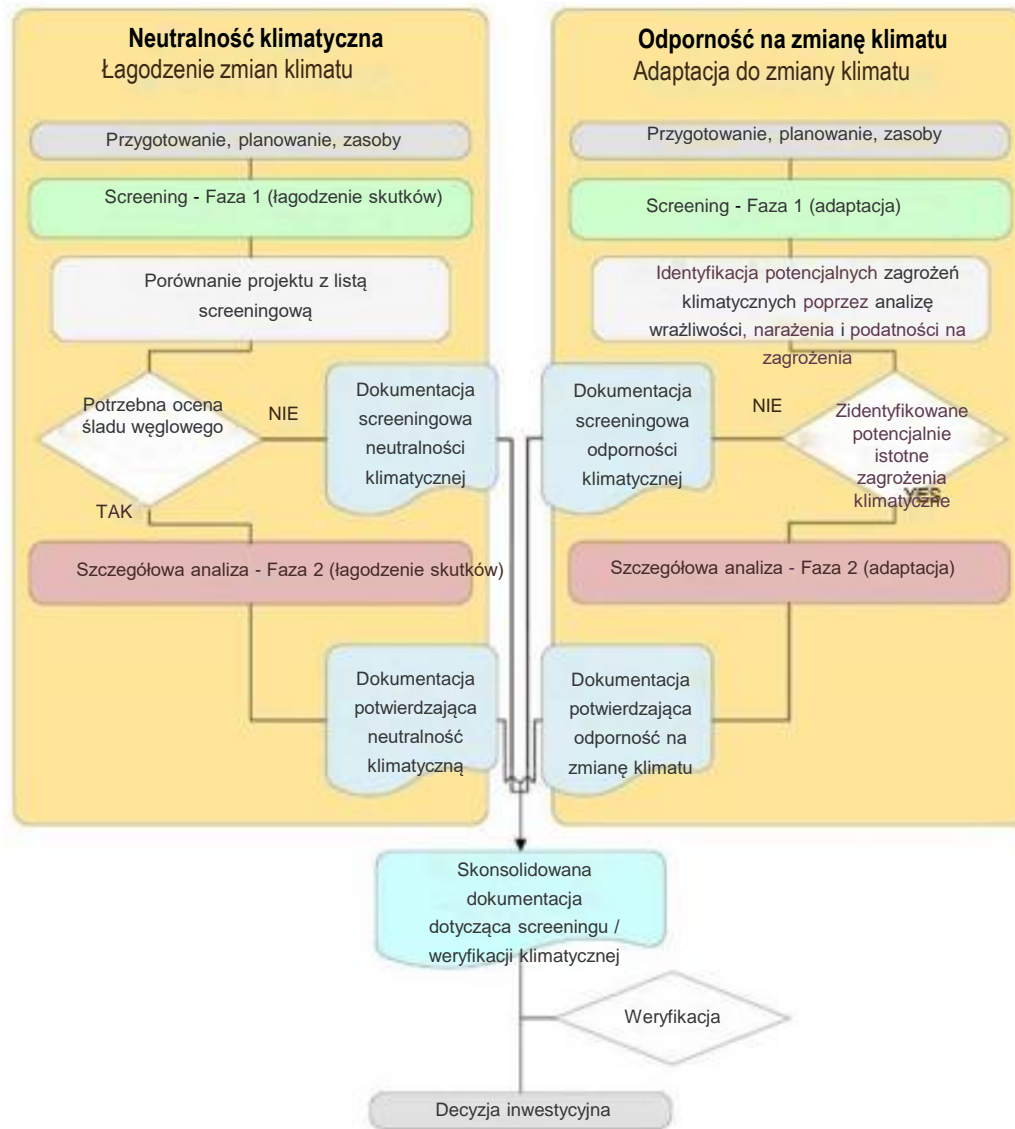 Neutralność klimatyczna
Łagodzenie zmian klimatu
Przygotowanie, planowanie, zasoby
Screening - Faza 1 (łagodzenie skutków)
Porównanie projektu z listą
screeningową
Potrzebna ocena
śladu węglowego
NIE
TAK
Dokumentacja
screeningowa
neutralności
klimatycznej
Szczegółowa analiza - Faza 2 (łagodzenie skutków)
Dokumentacja
potwierdzająca
neutralność
klimatyczną
Odporność na zmianę klimatu
Adaptacja do zmiany klimatu
Przygotowanie, planowanie, zasoby
Screening - Faza 1 (adaptacja)
Identyfikacja potencjalnych zagrożeń
klimatycznych poprzez analizę
wrażliwości, narażenia i podatności na
zagrożenia
Dokumentacja
screeningowa
odporności
klimatycznej
NIE
Zidentyfikowane
potencjalnie
istotne
zagrożenia
klimatyczne
YES
Szczegółowa analiza - Faza 2 (adaptacja)
Dokumentacja
potwierdzająca
odporność na
zmianę klimatu
Skonsolidowana
dokumentacja
dotycząca screeningu /
weryfikacji klimatycznej
Weryfikacja
Decyzja inwestycyjna